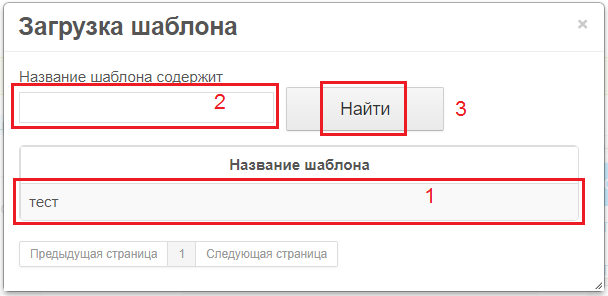 Загрузка шаблона ×
Название шаблона содержит
2 Найти 3
Название шаблона
тест 1
Предыдущая страница 1 Следующая страница